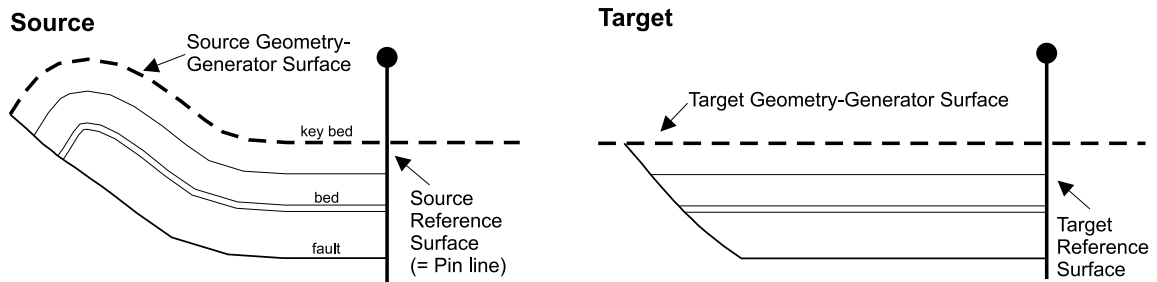 Source
Source Geometry-
Generator Surface
key bed
bed
fault
Source
Reference
Surface
(= Pin line)
Target
Target Geometry-Generator Surface
Target
Reference
Surface